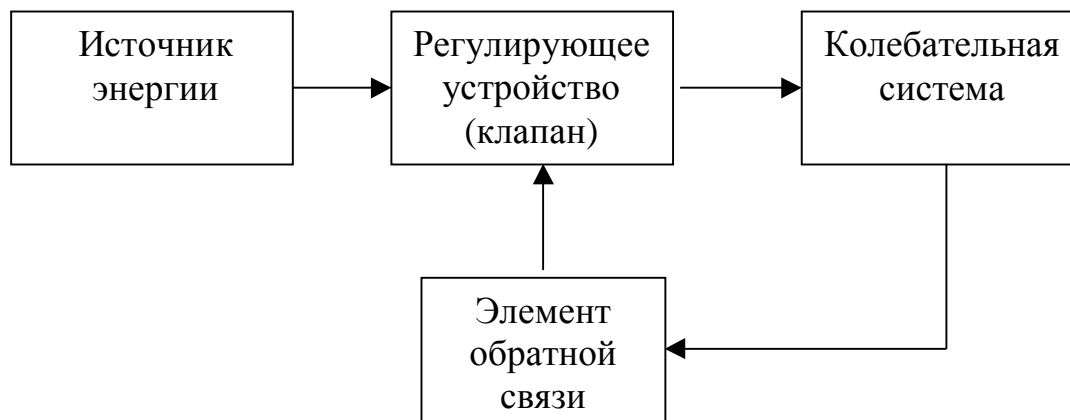 Источник
энергии
Регулирующее
устройство
(клапан)
Колебательная
система
Элемент
обратной
связи